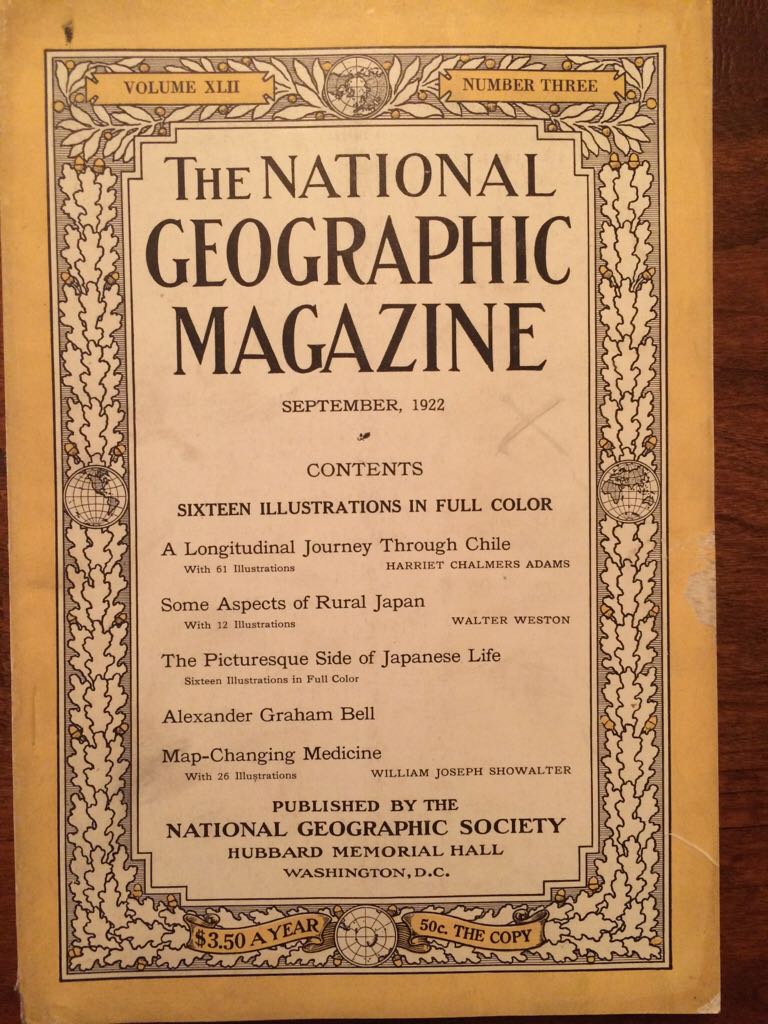 VOLUME XLII
NUMBER THREE
THE NATIONAL
GEOGRAPHIC
MAGAZINE
SEPTEMBER, 1922
CONTENTS
SIXTEEN ILLUSTRATIONS IN FULL COLOR
A Longitudinal Journey Through Chile
With 61 Illustrations HARRIET CHALMERS ADAMS
Some Aspects of Rural Japan
With 12 Illustrations WALTER WESTON
The Picturesque Side of Japanese Life
Sixteen Illustrations in Full Color
Alexander Graham Bell
Map-Changing Medicine
With 26 Illustrations WILLIAM JOSEPH SHOWALTER
PUBLISHED BY THE
NATIONAL GEOGRAPHIC SOCIETY
HUBBARD MEMORIAL HALL
WASHINGTON, D.C.
$3.50 A YEAR
50c. THE COPY